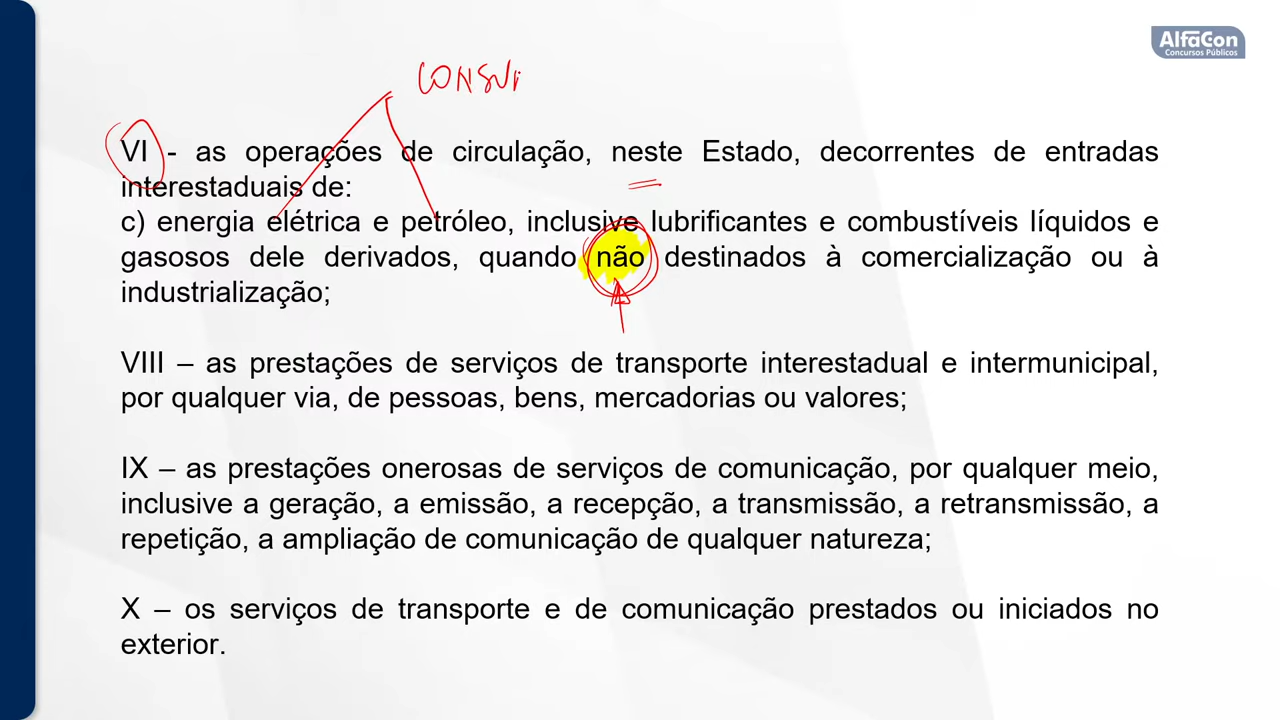 AlfaCon
Concursos Públicos
CONSU
VI - as operações de circulação, neste Estado, decorrentes de entradas
interestaduais de:
c) energia elétrica e petróleo, inclusive lubrificantes e combustíveis líquidos e
gasosos dele derivados, quando não destinados à comercialização ou à
industrialização;
VIII – as prestações de serviços de transporte interestadual e intermunicipal,
por qualquer via, de pessoas, bens, mercadorias ou valores;
IX – as prestações onerosas de serviços de comunicação, por qualquer meio,
inclusive a geração, a emissão, a recepção, a transmissão, a retransmissão, a
repetição, a ampliação de comunicação de qualquer natureza;
X – os serviços de transporte e de comunicação prestados ou iniciados no
exterior.